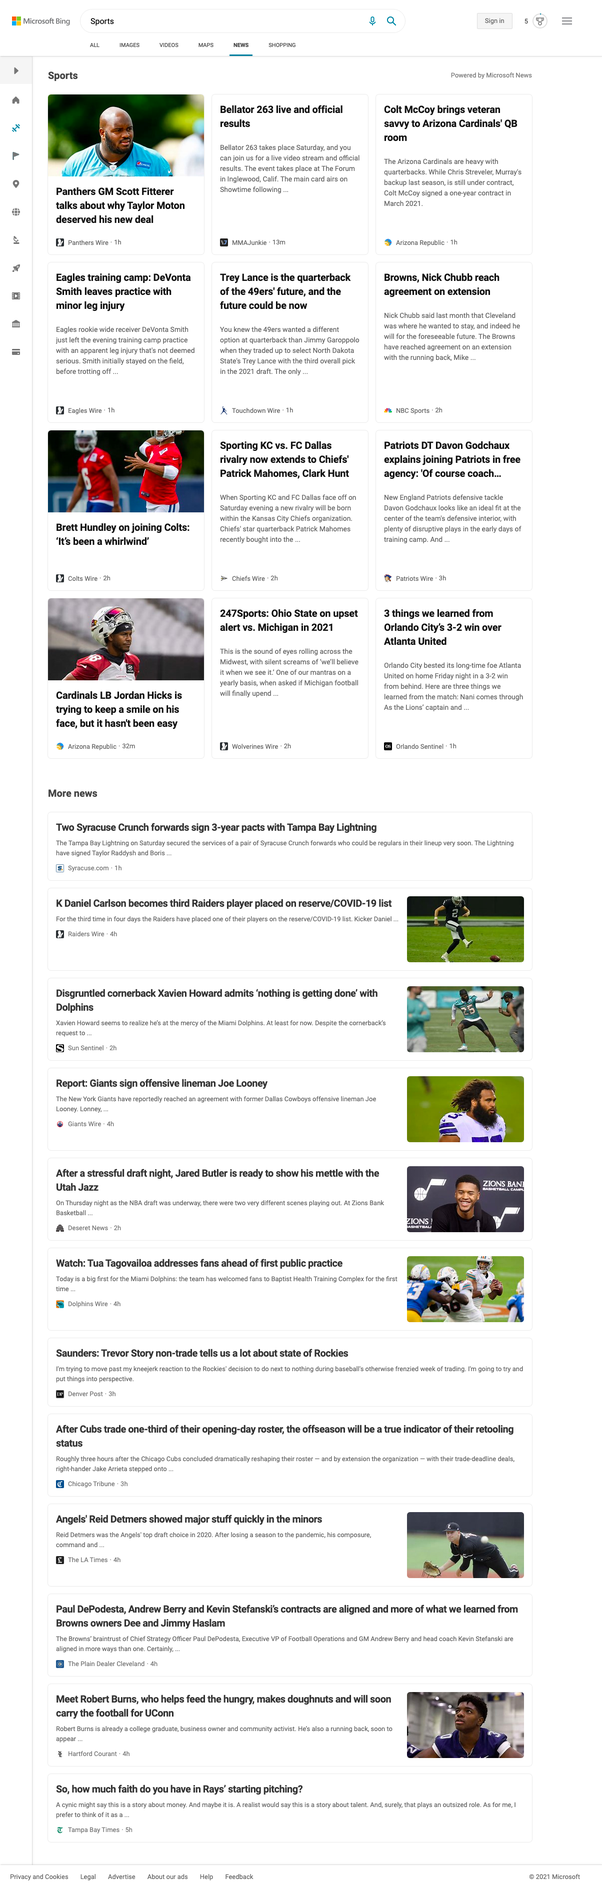 Microsoft Bing
Sports
Sign in
5
ALL
IMAGES
VIDEOS
MAPS
NEWS
SHOPPING
Sports
Powered by Microsoft News
Panthers GM Scott Fitterer
talks about why Taylor Moton
deserved his new deal
Panthers Wire · 1h
Bellator 263 live and official
results
Bellator 263 takes place Saturday, and you
can join us for a live video stream and official
results. The event takes place at The Forum
in Inglewood, Calif. The main card airs on
Showtime following ...
MMAJunkie · 13m
Colt McCoy brings veteran
savvy to Arizona Cardinals' QB
room
The Arizona Cardinals are heavy with
quarterbacks. While Chris Streveler, Murray's
backup last season, is still under contract,
Colt McCoy signed a one-year contract in
March 2021.
Arizona Republic · 1h
Eagles training camp: DeVonta
Smith leaves practice with
minor leg injury
Eagles rookie wide receiver DeVonta Smith
just left the evening training camp practice
with an apparent leg injury that's not deemed
serious. Smith initially stayed on the field,
before trotting off ...
Eagles Wire · 1h
Trey Lance is the quarterback
of the 49ers' future, and the
future could be now
You knew the 49ers wanted a different
option at quarterback than Jimmy Garoppolo
when they traded up to select North Dakota
State's Trey Lance with the third overall pick
in the 2021 draft. The only ...
Touchdown Wire · 1h
Browns, Nick Chubb reach
agreement on extension
Nick Chubb said last month that Cleveland
was where he wanted to stay, and indeed he
will for the foreseeable future. The Browns
have reached agreement on an extension
with the running back, Mike ...
NBC Sports · 2h
Brett Hundley on joining Colts:
‘It’s been a whirlwind’
Colts Wire · 2h
Sporting KC vs. FC Dallas
rivalry now extends to Chiefs'
Patrick Mahomes, Clark Hunt
When Sporting KC and FC Dallas face off on
Saturday evening a new rivalry will be born
within the Kansas City Chiefs organization.
Chiefs' star quarterback Patrick Mahomes
recently bought into the ...
Chiefs Wire · 2h
Patriots DT Davon Godchaux
explains joining Patriots in free
agency: 'Of course coach...
New England Patriots defensive tackle
Davon Godchaux looks like an ideal fit at the
center of the team's defensive interior, with
plenty of disruptive plays in the early days of
training camp. And ...
Patriots Wire · 3h
Cardinals LB Jordan Hicks is
trying to keep a smile on his
face, but it hasn't been easy
Arizona Republic · 32m
247Sports: Ohio State on upset
alert vs. Michigan in 2021
This is the sound of eyes rolling across the
Midwest, with silent screams of 'we'll believe
it when we see it.' One of our mantras on a
yearly basis, when asked if Michigan football
will finally upend ...
Wolverines Wire · 2h
3 things we learned from
Orlando City’s 3-2 win over
Atlanta United
Orlando City bested its long-time foe Atlanta
United on home Friday night in a 3-2 win
from behind. Here are three things we
learned from the match: Nani comes through
As the Lions’ captain and ...
Orlando Sentinel · 1h
More news
Two Syracuse Crunch forwards sign 3-year pacts with Tampa Bay Lightning
The Tampa Bay Lightning on Saturday secured the services of a pair of Syracuse Crunch forwards who could be regulars in their lineup very soon. The Lightning
have signed Taylor Raddysh and Boris ...
Syracuse.com · 1h
K Daniel Carlson becomes third Raiders player placed on reserve/COVID-19 list
For the third time in four days the Raiders have placed one of their players on the reserve/COVID-19 list. Kicker Daniel ...
Raiders Wire · 4h
Disgruntled cornerback Xavien Howard admits ‘nothing is getting done’ with
Dolphins
Xavien Howard seems to realize he's at the mercy of the Miami Dolphins. At least for now. Despite the cornerback's
request to ...
Sun Sentinel · 2h
Report: Giants sign offensive lineman Joe Looney
The New York Giants have reportedly reached an agreement with former Dallas Cowboys offensive lineman Joe
Looney. Lonney, ...
Giants Wire · 4h
After a stressful draft night, Jared Butler is ready to show his mettle with the
Utah Jazz
On Thursday night as the NBA draft was underway, there were two very different scenes playing out. At Zions Bank
Basketball ...
Deseret News · 2h
ZIONS BAN
BASKETBALL CAMPU
ZIONS
Watch: Tua Tagovailoa addresses fans ahead of first public practice
Today is a big first for the Miami Dolphins: the team has welcomed fans to Baptist Health Training Complex for the first
time ...
Dolphins Wire · 4h
Saunders: Trevor Story non-trade tells us a lot about state of Rockies
I'm trying to move past my kneejerk reaction to the Rockies' decision to do next to nothing during baseball's otherwise frenzied week of trading. I'm going to try and
put things into perspective.
Denver Post · 3h
After Cubs trade one-third of their opening-day roster, the offseason will be a true indicator of their retooling
status
Roughly three hours after the Chicago Cubs concluded dramatically reshaping their roster — and by extension the organization — with their trade-deadline deals,
right-hander Jake Arrieta stepped onto ...
Chicago Tribune · 3h
Angels' Reid Detmers showed major stuff quickly in the minors
Reid Detmers was the Angels' top draft choice in 2020. After losing a season to the pandemic, his composure,
command and ...
The LA Times · 4h
Paul DePodesta, Andrew Berry and Kevin Stefanski’s contracts are aligned and more of what we learned from
Browns owners Dee and Jimmy Haslam
The Browns' braintrust of Chief Strategy Officer Paul DePodesta, Executive VP of Football Operations and GM Andrew Berry and head coach Kevin Stefanski are
aligned in more ways than one. Certainly, ...
The Plain Dealer Cleveland · 4h
Meet Robert Burns, who helps feed the hungry, makes doughnuts and will soon
carry the football for UConn
Robert Burns is already a college graduate, business owner and community activist. He's also a running back, soon to
appear ...
Hartford Courant · 4h
So, how much faith do you have in Rays’ starting pitching?
A cynic might say this is a story about money. And maybe it is. A realist would say this is a story about talent. And, surely, that plays an outsized role. As for me, I
prefer to think of it as a ...
Tampa Bay Times · 5h
Privacy and Cookies
Legal
Advertise
About our ads
Help
Feedback
© 2021 Microsoft